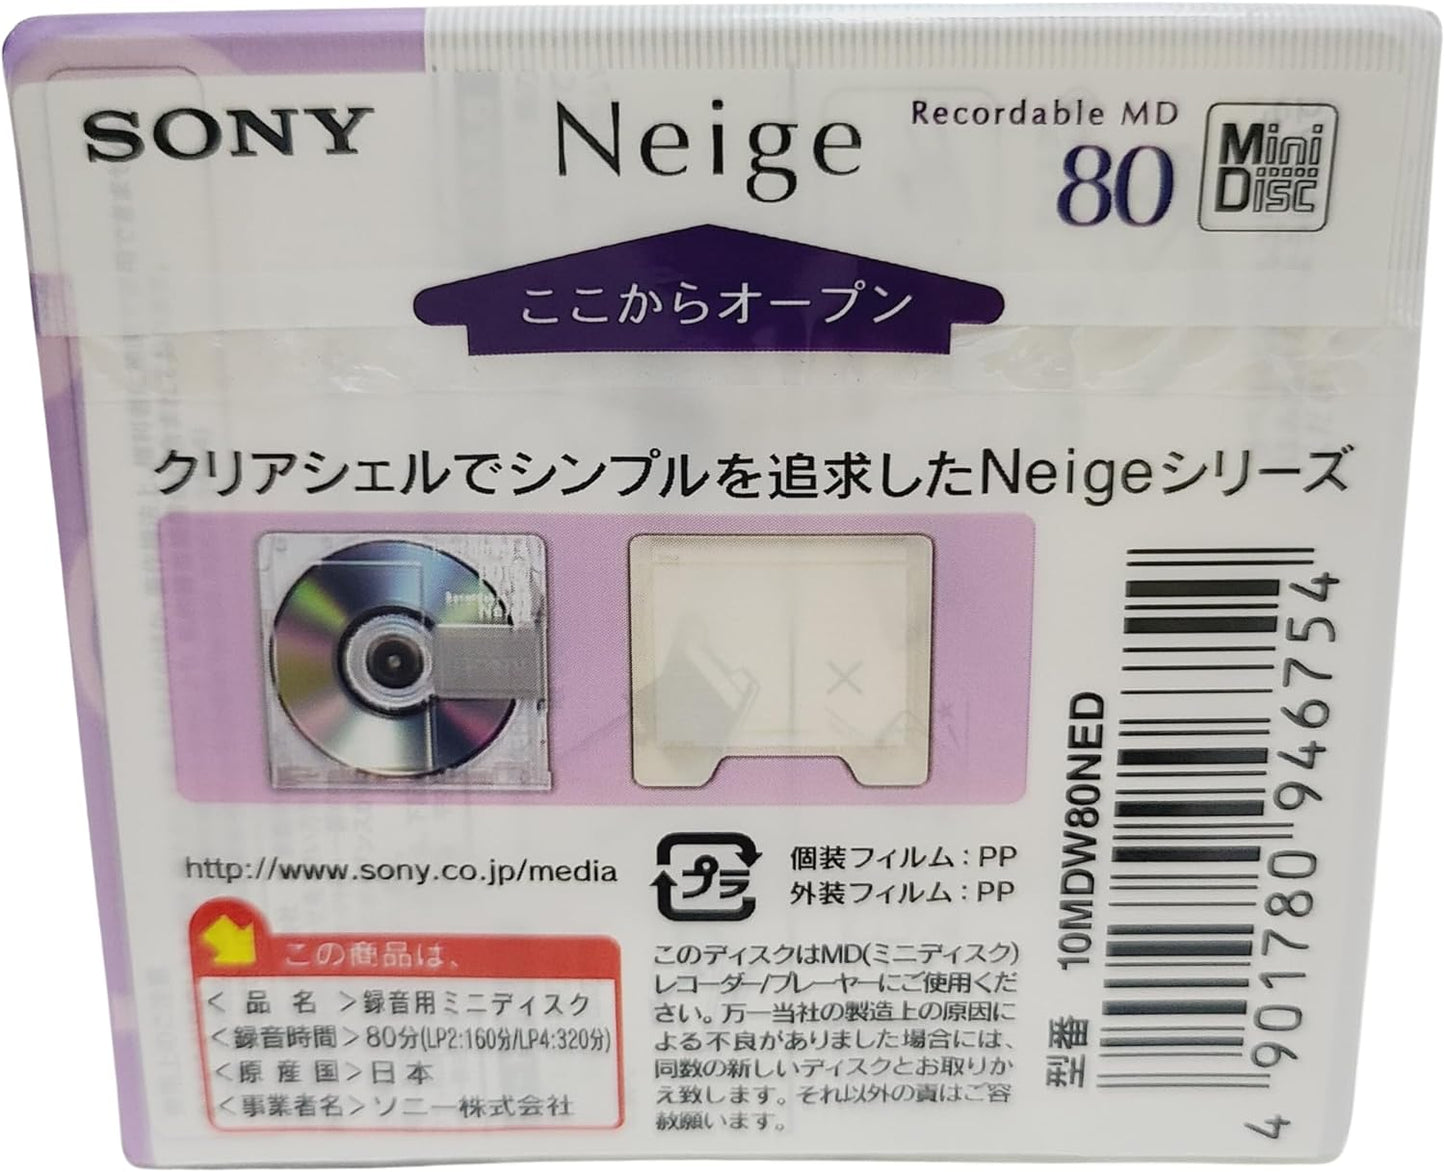 SONY
Neige
Recordable MD
80
Mini
Disc
ここからオープン
クリアシェルでシンプルを追求したNeigeシリーズ
http://www.sony.co.jp/media
プラ
個装フィルム：PP
外装フィルム：PP
この商品は、
＜品名＞録音用ミニディスク
＜録音時間＞80分(LP2:160分/LP4:320分)
＜原産国＞日本
＜事業者名＞ソニー株式会社
このディスクはMD(ミニディスク)
レコーダー/プレーヤーにご使用くだ
さい。万一当社の製造上の原因に
よる不良がありました場合には、
同数の新しいディスクとお取りか
え致します。それ以外の責はご容
赦願います。
型番 10MDW80NED
4 901780 946754